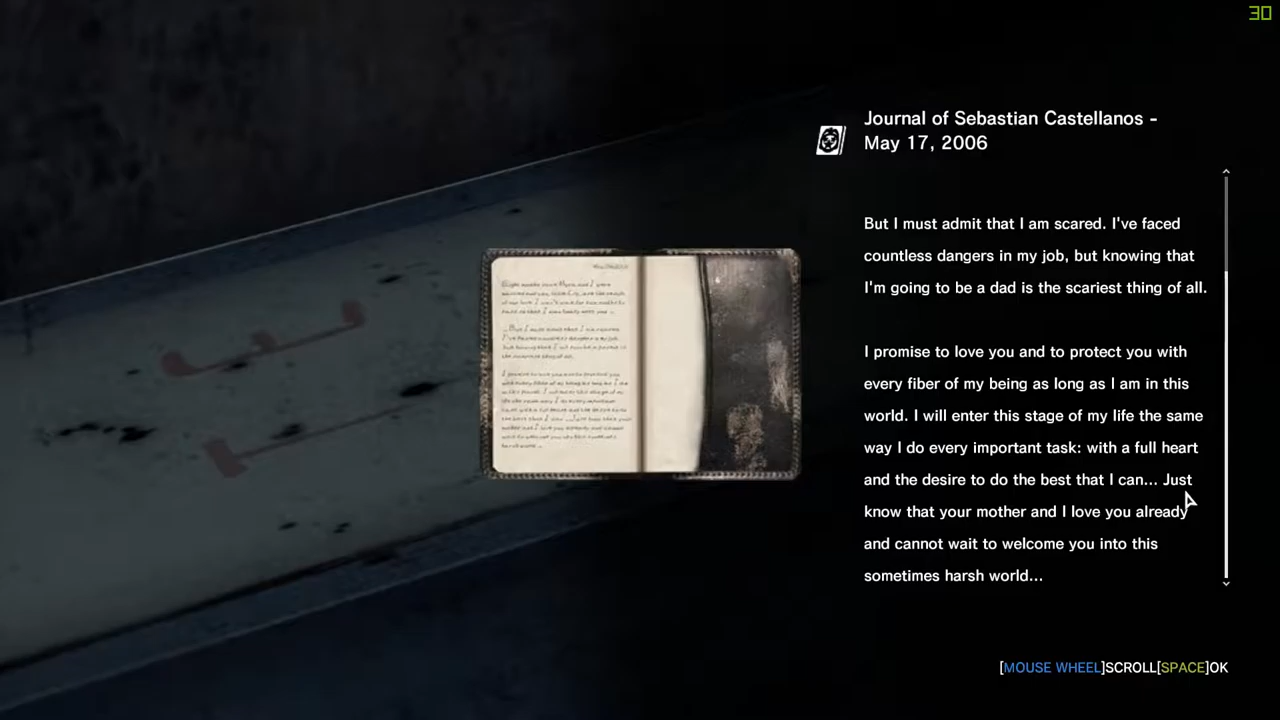 30
Journal of Sebastian Castellanos -
May 17, 2006
But I must admit that I am scared. I've faced
countless dangers in my job, but knowing that
I'm going to be a dad is the scariest thing of all.
I promise to love you and to protect you with
every fiber of my being as long as I am in this
world. I will enter this stage of my life the same
way I do every important task: with a full heart
and the desire to do the best that I can... Just
know that your mother and I love you already
and cannot wait to welcome you into this
sometimes harsh world...
[MOUSE WHEEL]SCROLL[SPACE]OK